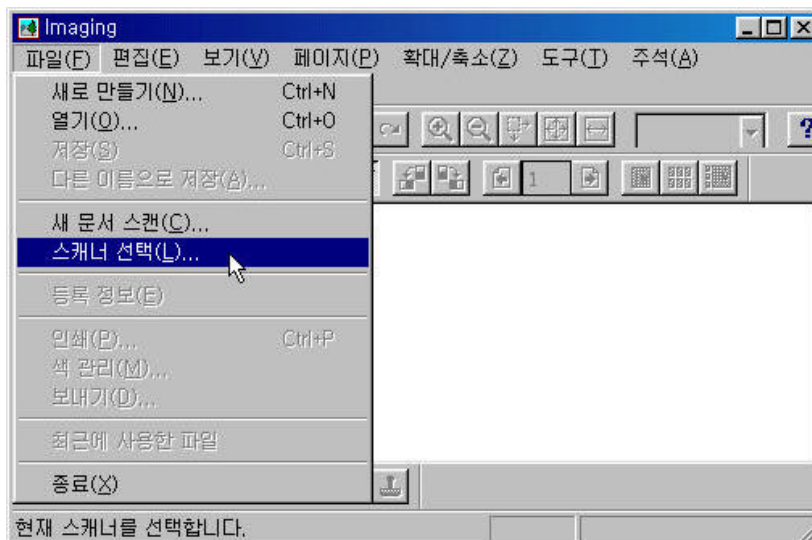 Imaging
파일(F) 편집(E) 보기(V) 페이지(P) 확대/축소(Z) 도구(T) 주석(A)
새로 만들기(N)... Ctrl+N
열기(O)... Ctrl+O
저장(S) Ctrl+S
다른 이름으로 저장(A)...
1
새 문서 스캔(C)...
스캐너 선택(L)...
등록 정보(E)
인쇄(P)... Ctrl+P
색 관리(M)...
보내기(D)...
최근에 사용한 파일
종료(X)
현재 스캐너를 선택합니다.